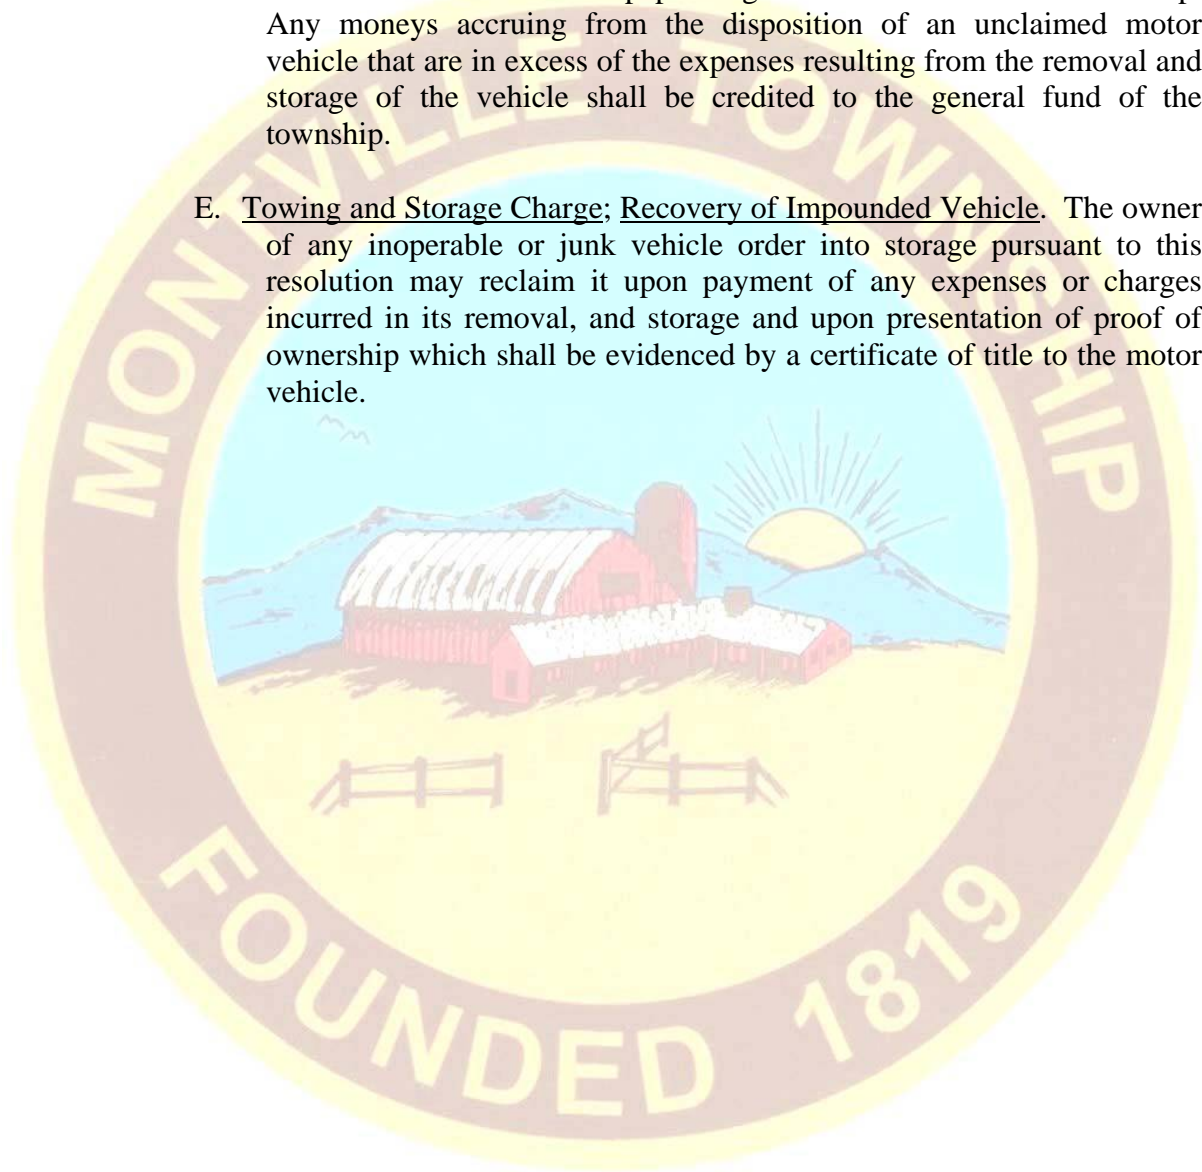 Any moneys accruing from the disposition of an unclaimed motor
vehicle that are in excess of the expenses resulting from the removal and
storage of the vehicle shall be credited to the general fund of the
township.
E. Towing and Storage Charge; Recovery of Impounded Vehicle. The owner
of any inoperable or junk vehicle order into storage pursuant to this
resolution may reclaim it upon payment of any expenses or charges
incurred in its removal, and storage and upon presentation of proof of
ownership which shall be evidenced by a certificate of title to the motor
vehicle.
MONTVILLE TOWNSHIP
FOUNDED 1819